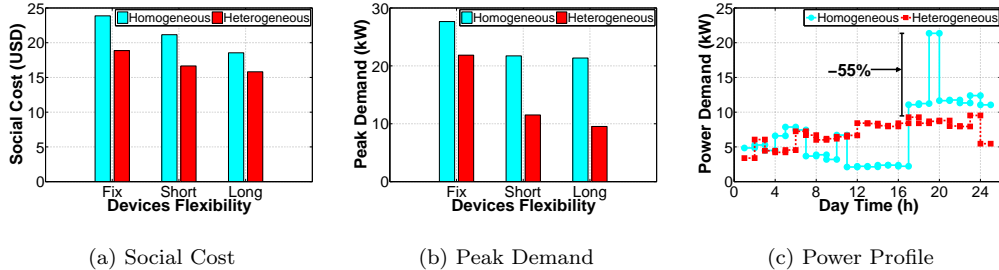 Homogeneous Heterogeneous
25
20
15
10
5
0
Social Cost (USD)
Fix Short Long
Devices Flexibility
(a) Social Cost
Homogeneous Heterogeneous
30
20
10
0
Peak Demand (kW)
Fix Short Long
Devices Flexibility
(b) Peak Demand
Homogeneous Heterogeneous
25
20
15
10
5
0
Power Demand (kW)
−55%
0 4 8 12 16 20 24
Day Time (h)
(c) Power Profile